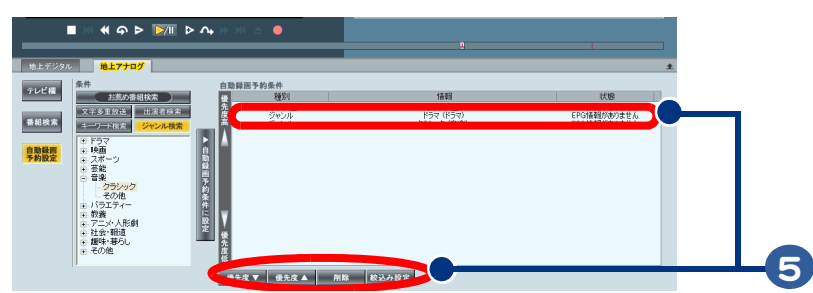 地上デジタル
地上アナログ
テレビ欄
番組検索
自動録画
予約設定
条件
お薦め番組検索
文字多重放送
出演者検索
キーワード検索
ジャンル検索
ドラマ
映画
スポーツ
芸能
音楽
クラシック
その他
バラエティー
教養
アニメ・人形劇
社会・報道
趣味・暮らし
その他
▶自動録画予約条件に設定
自動録画予約条件
優先度高
優先度低
種別
情報
状態
ジャンル
ドラマ (ドラマ)
EPG情報がありません
優先度▼
優先度▲
削除
絞込み設定
5